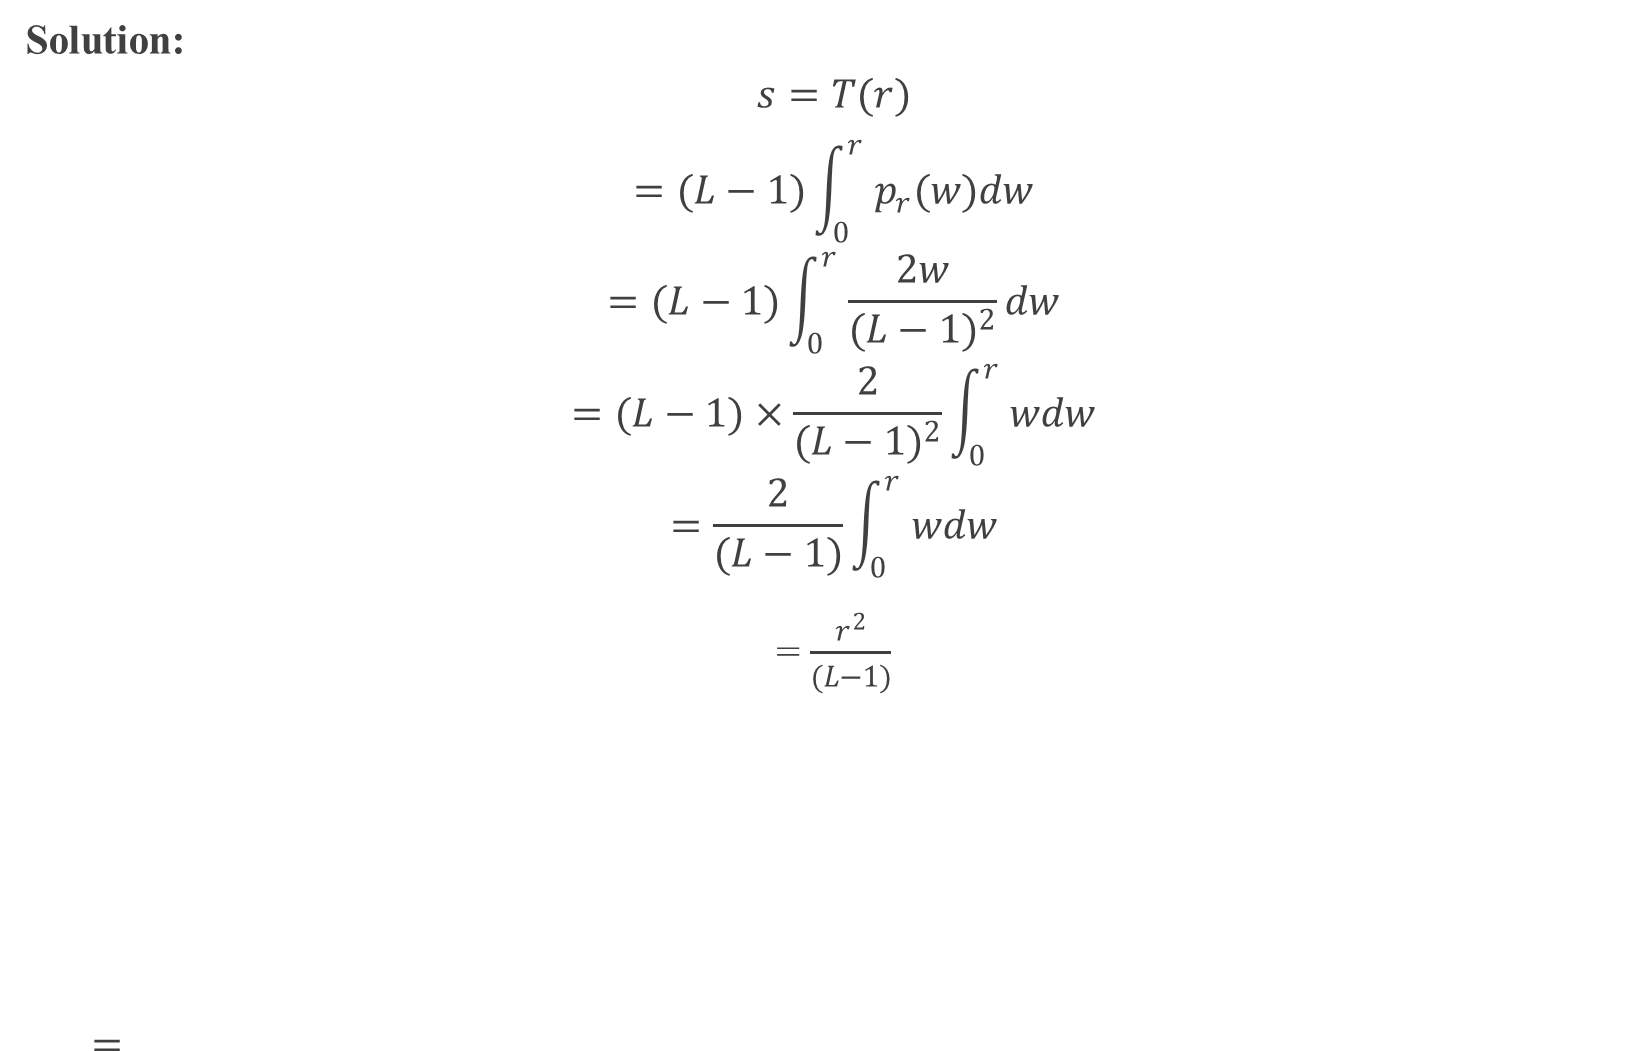 Solution:
s = T(r)
= (L − 1) ∫₀ʳ pᵣ(w)dw
= (L − 1) ∫₀ʳ 2w/(L − 1)² dw
= (L − 1) × 2/(L − 1)² ∫₀ʳ wdw
= 2/(L − 1) ∫₀ʳ wdw
= r²/(L−1)
=